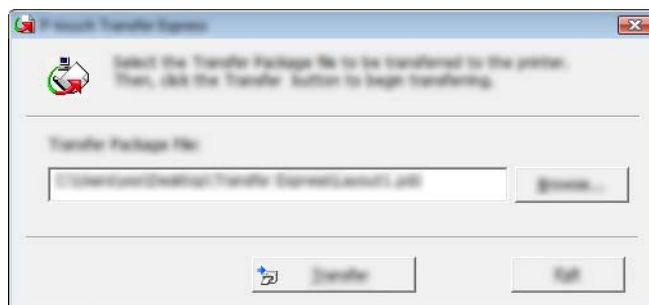 P-touch Transfer Express
Select the Transfer Package file to be transferred to the printer.
Then, click the Transfer button to begin transferring.
Transfer Package File:
Browse...
Transfer
Exit